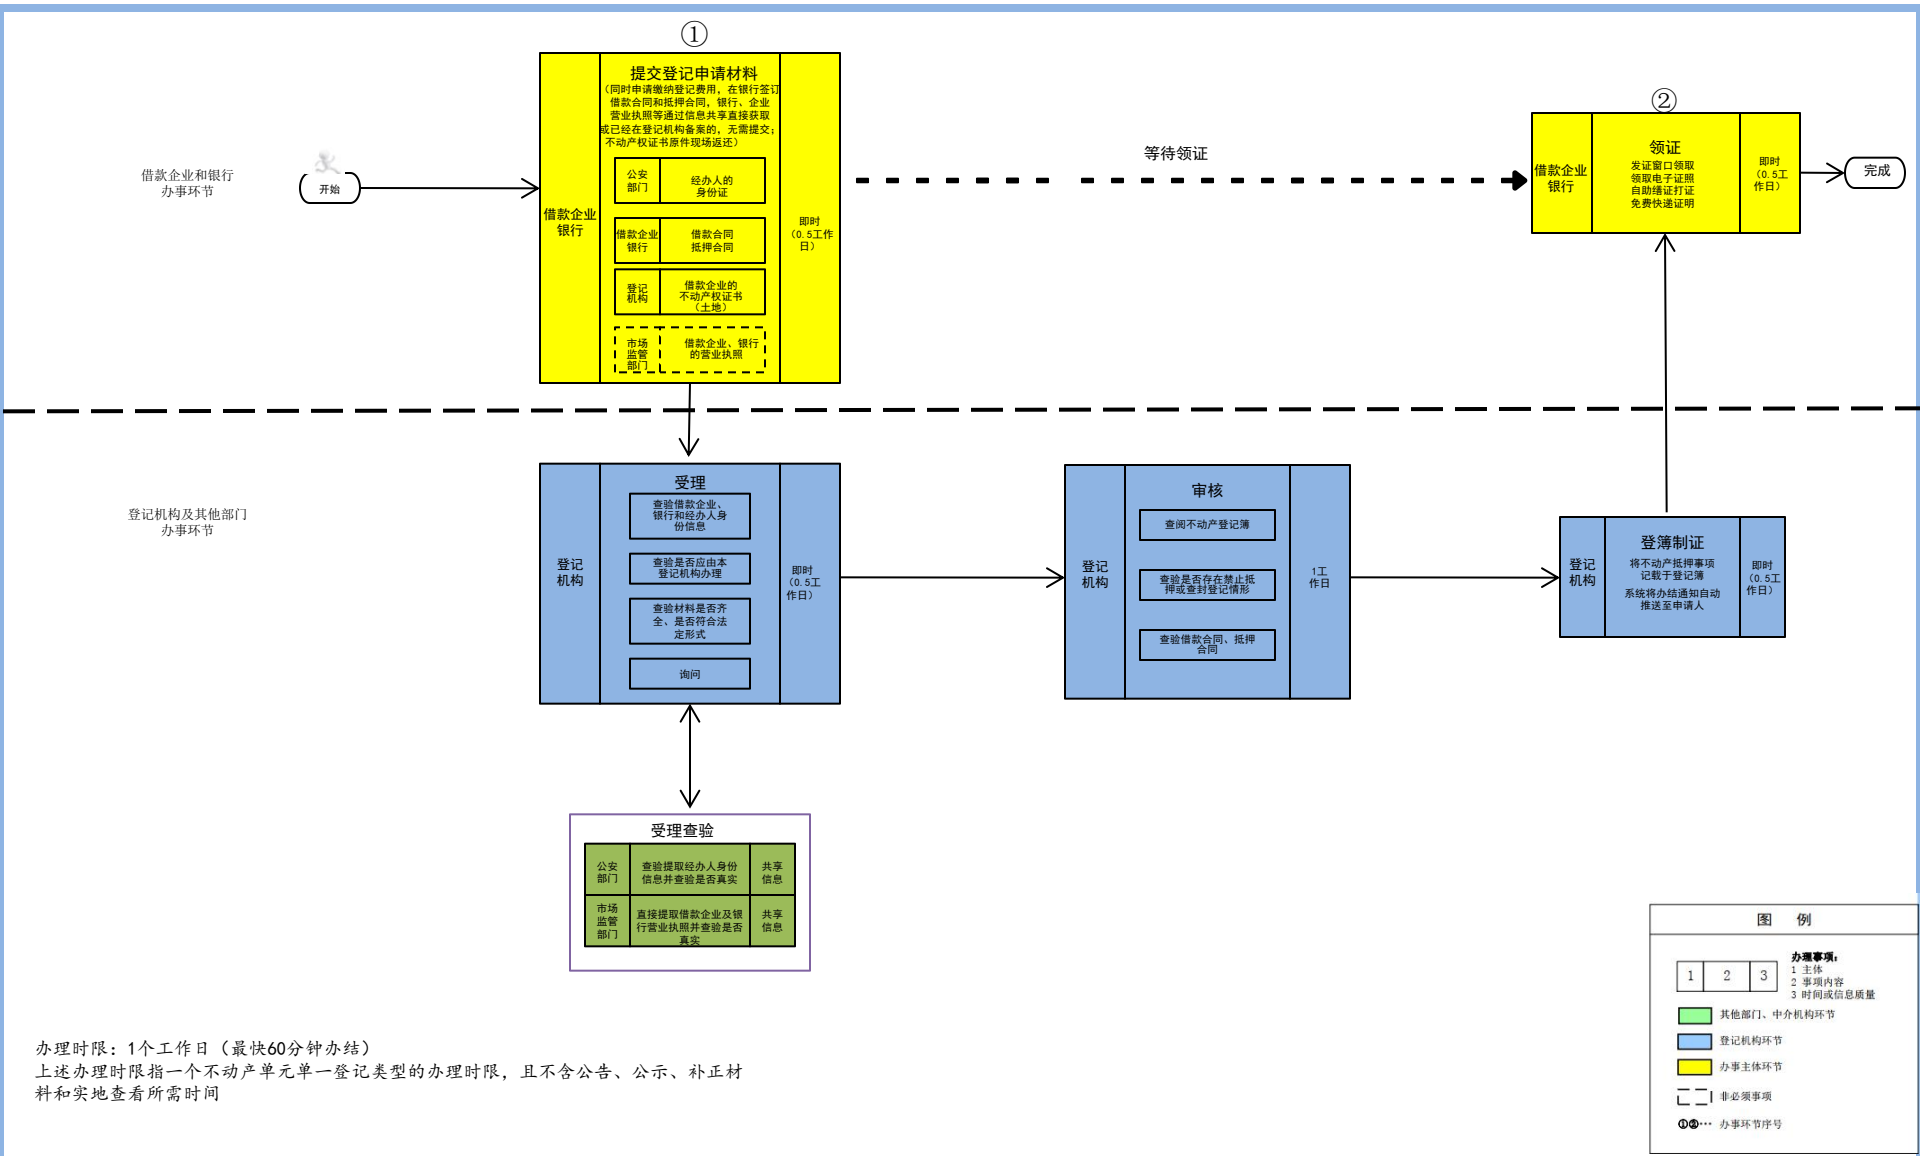 ①
提交登记申请材料
（同时申请缴纳登记费用，在银行签订
借款合同和抵押合同，银行、企业
营业执照等通过信息共享直接获取
或已经在登记机构备案的，无需提交；
不动产权证书原件现场返还）
借款企业
银行
公安
部门
经办人的
身份证
借款企业
银行
借款合同
抵押合同
登记
机构
借款企业的
不动产权证书
（土地）
市场
监管
部门
借款企业、银行
的营业执照
即时
（0.5工作
日）
借款企业和银行
办事环节
开始
等待领证
②
借款企业
银行
领证
发证窗口领取
领取电子证照
自助缮证打证
免费快递证明
即时
（0.5工
作日）
完成
登记机构及其他部门
办事环节
登记
机构
受理
查验借款企业、
银行和经办人身
份信息
查验是否应由本
登记机构办理
查验材料是否齐
全、是否符合法
定形式
询问
即时
（0.5工
作日）
登记
机构
审核
查阅不动产登记簿
查验是否存在禁止抵
押或查封登记情形
查验借款合同、抵押
合同
1工
作日
登记
机构
登簿制证
将不动产抵押事项
记载于登记簿
系统将办结通知自动
推送至申请人
即时
（0.5工
作日）
受理查验
公安
部门
查验提取经办人身份
信息并查验是否真实
共享
信息
市场
监管
部门
直接提取借款企业及银
行营业执照并查验是否
真实
共享
信息
办理时限：1个工作日（最快60分钟办结）
上述办理时限指一个不动产单元单一登记类型的办理时限，且不含公告、公示、补正材
料和实地查看所需时间
图 例
1 2 3
办理事项：
1 主体
2 事项内容
3 时间或信息质量
其他部门、中介机构环节
登记机构环节
办事主体环节
非必须事项
①②… 办事环节序号